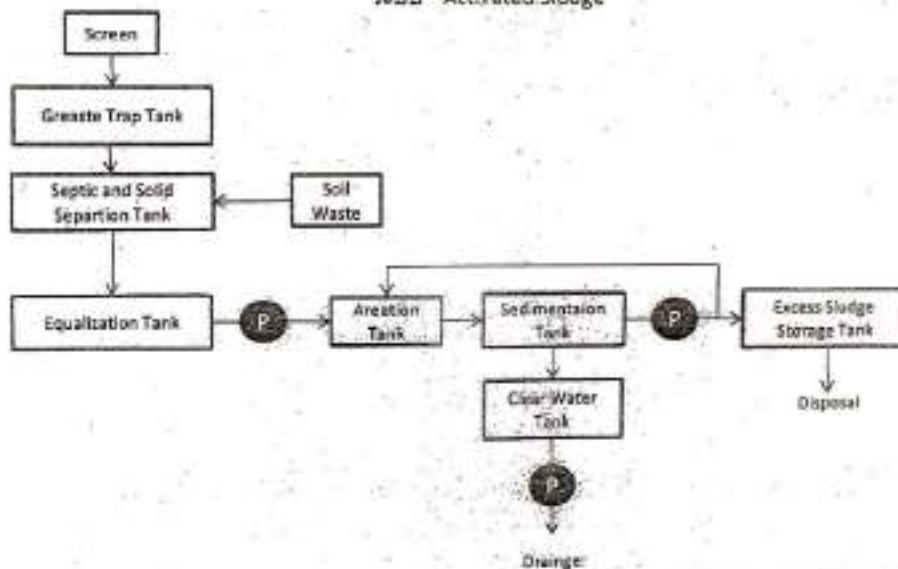 Activated Sludge
Screen
Greaste Trap Tank
Septic and Solid
Separtion Tank
Soil
Waste
Equalization Tank
P
Areation
Tank
Sedimentaion
Tank
P
Excess Sludge
Storage Tank
Clear Water
Tank
Disposal
P
Drainge